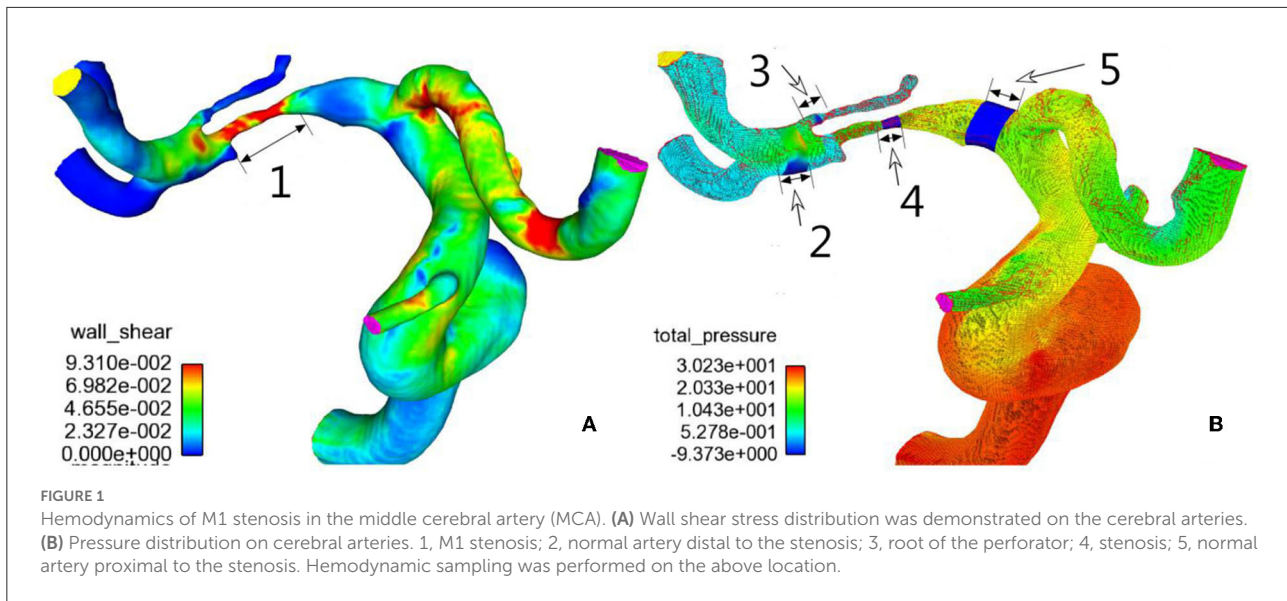 1
wall_shear
9.310e-002
6.982e-002
4.655e-002
2.327e-002
0.000e+000
A
3
5
4
2
total_pressure
3.023e+001
2.033e+001
1.043e+001
5.278e-001
-9.373e+000
B
FIGURE 1
Hemodynamics of M1 stenosis in the middle cerebral artery (MCA). (A) Wall shear stress distribution was demonstrated on the cerebral arteries.
(B) Pressure distribution on cerebral arteries. 1, M1 stenosis; 2, normal artery distal to the stenosis; 3, root of the perforator; 4, stenosis; 5, normal
artery proximal to the stenosis. Hemodynamic sampling was performed on the above location.